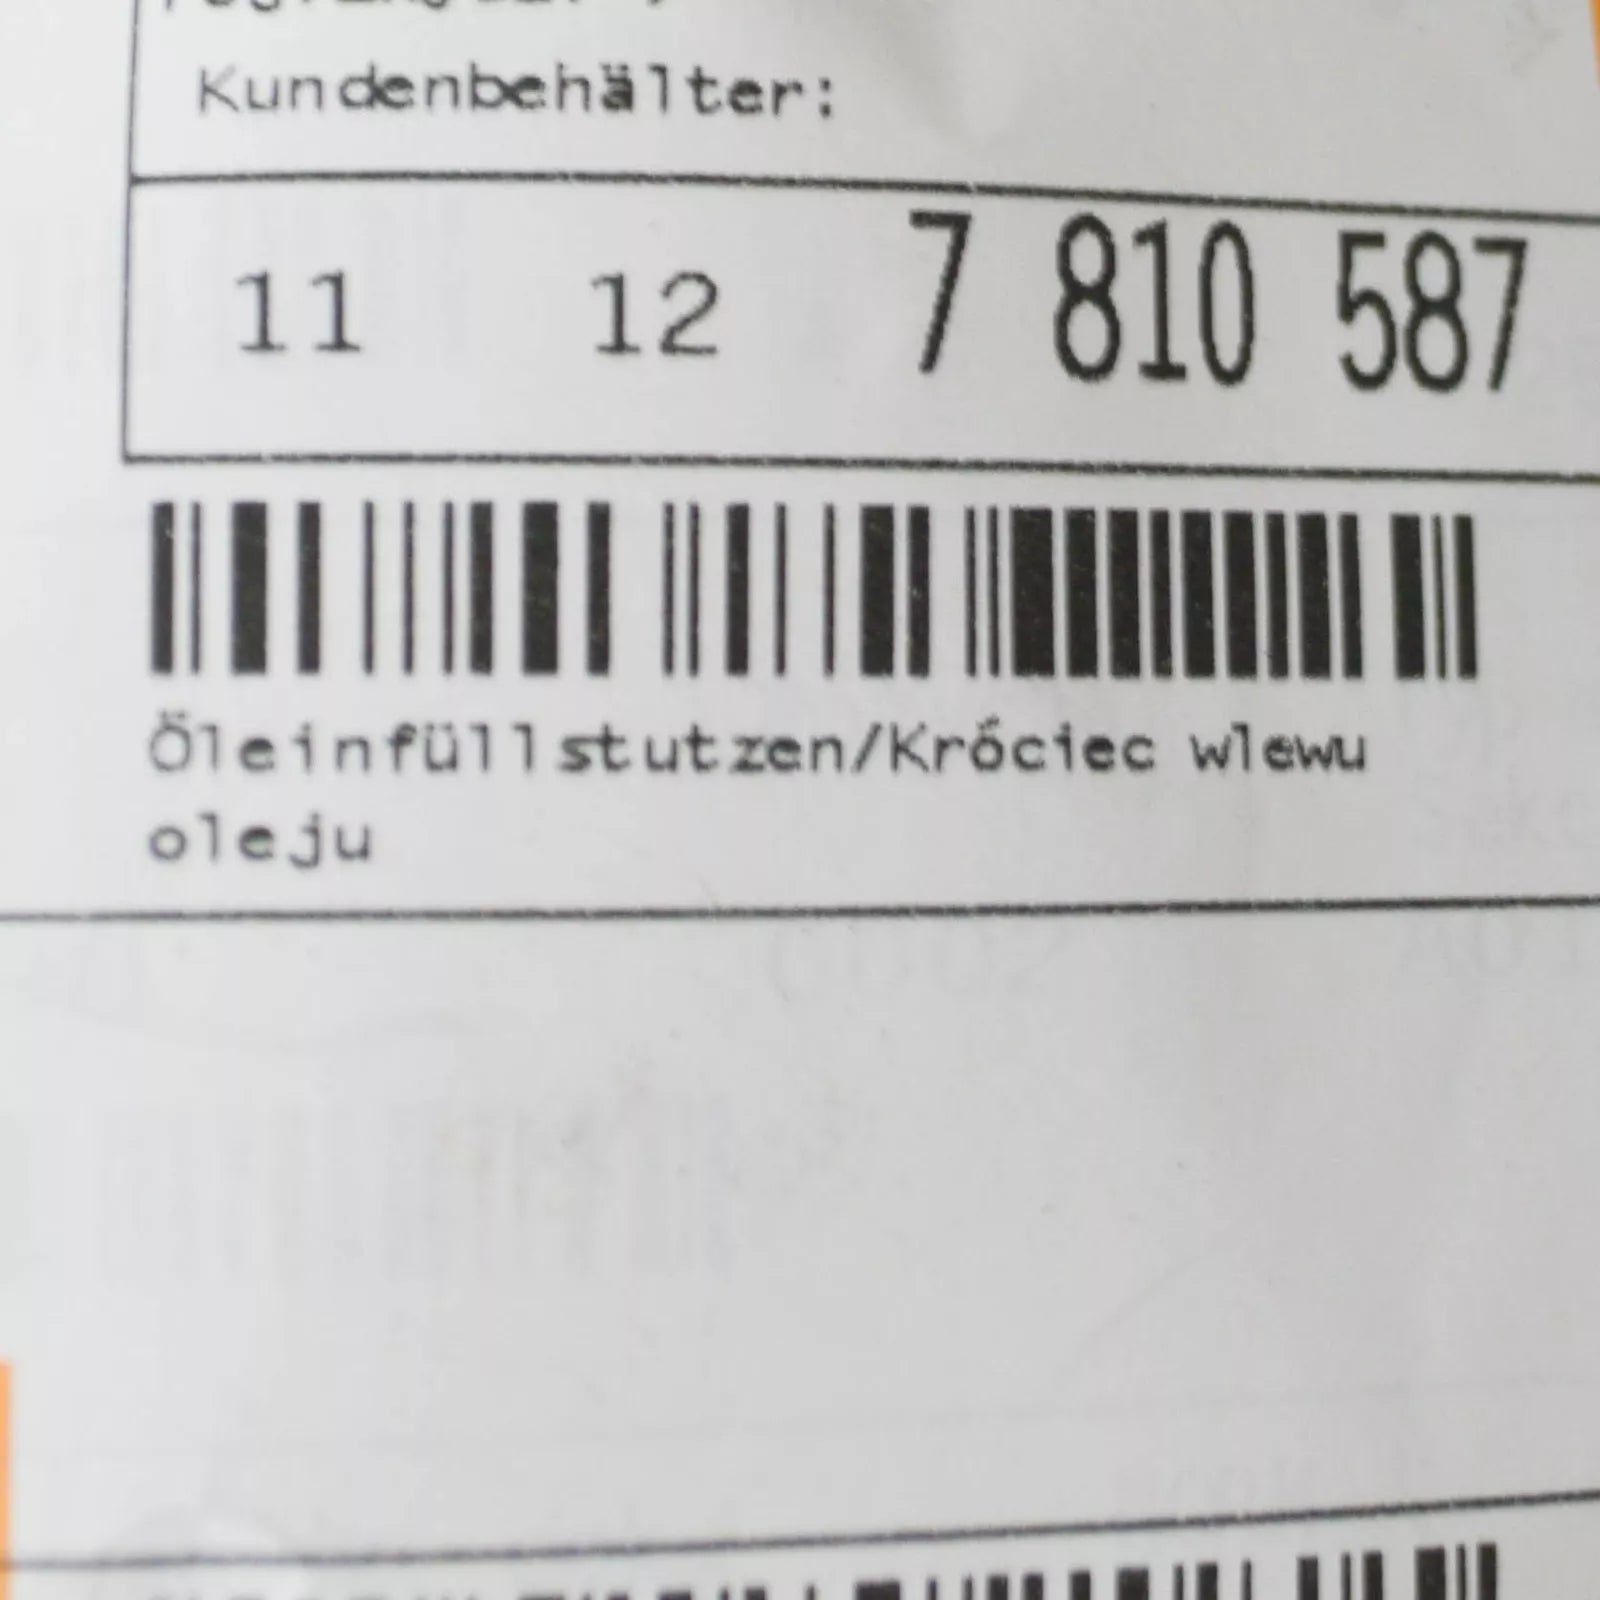 Kundenbehälter:
11 12 7 810 587
Öleinfüllstutzen/Króciec wlewu
oleju